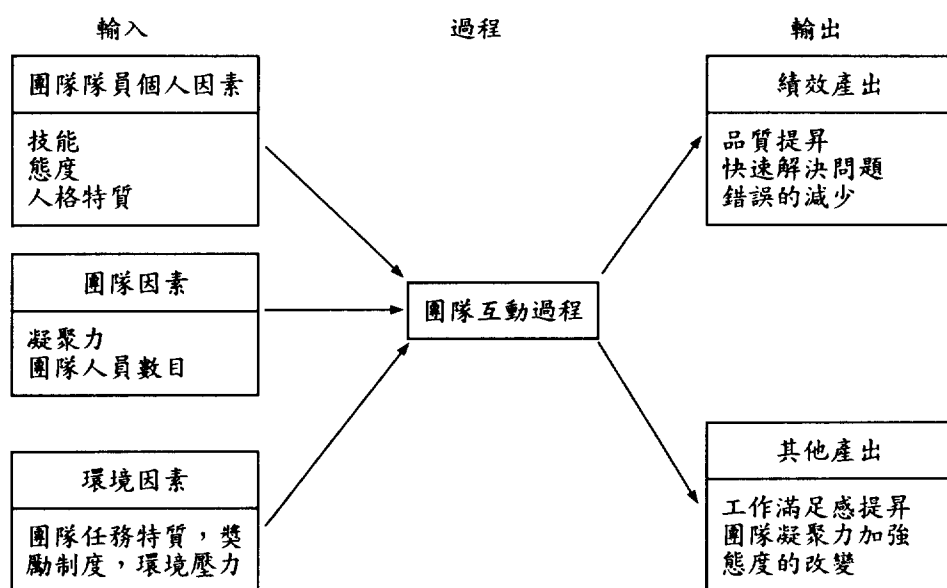 輸入
過程
輸出
團隊隊員個人因素
技能
態度
人格特質
團隊因素
凝聚力
團隊人員數目
環境因素
團隊任務特質，獎
勵制度，環境壓力
團隊互動過程
績效產出
品質提昇
快速解決問題
錯誤的減少
其他產出
工作滿足感提昇
團隊凝聚力加強
態度的改變